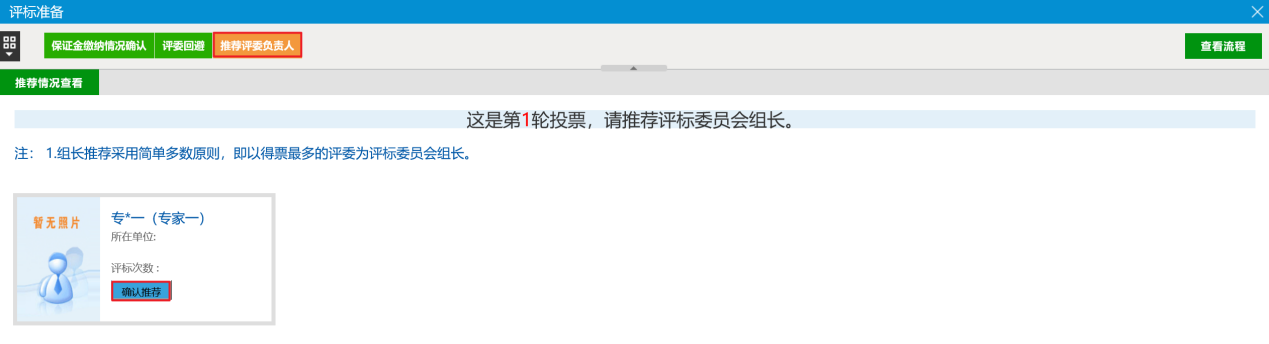 评标准备
保证金缴纳情况确认 评委回避 推荐评委负责人 查看流程
推荐情况查看
这是第1轮投票，请推荐评标委员会组长。
注： 1.组长推荐采用简单多数原则，即以得票最多的评委为评标委员会组长。
暂无照片
专*一（专家一）
所在单位:
评标次数 :
确认推荐